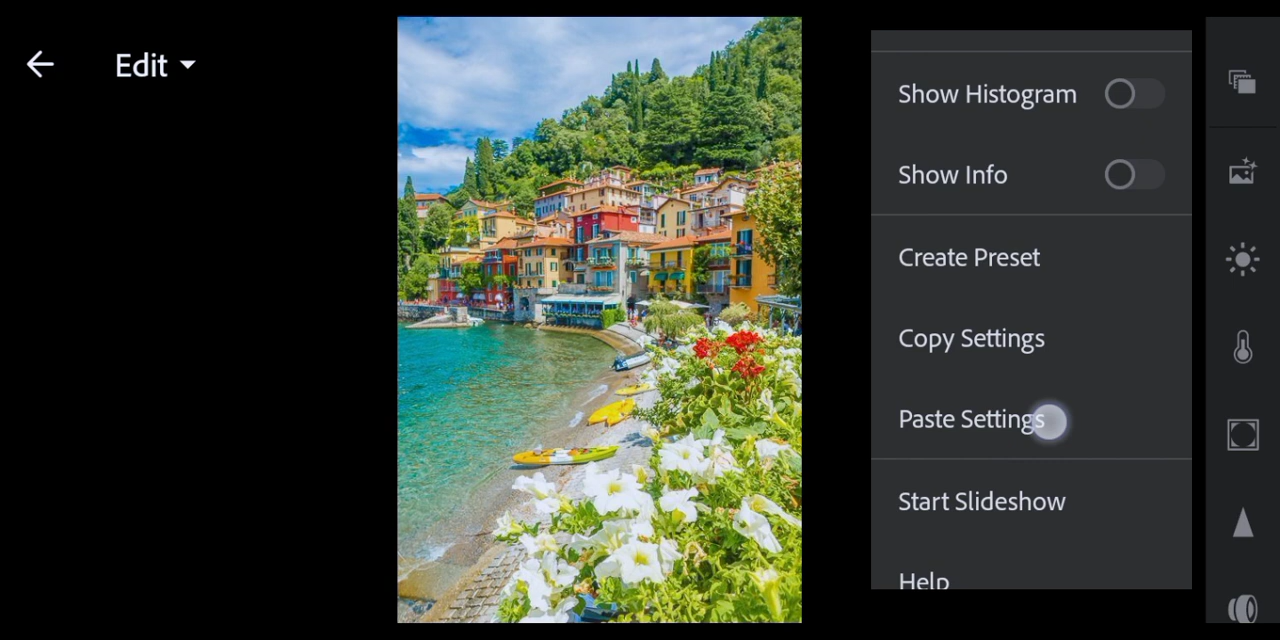 Edit
Show Histogram
Show Info
Create Preset
Copy Settings
Paste Settings
Start Slideshow
Help